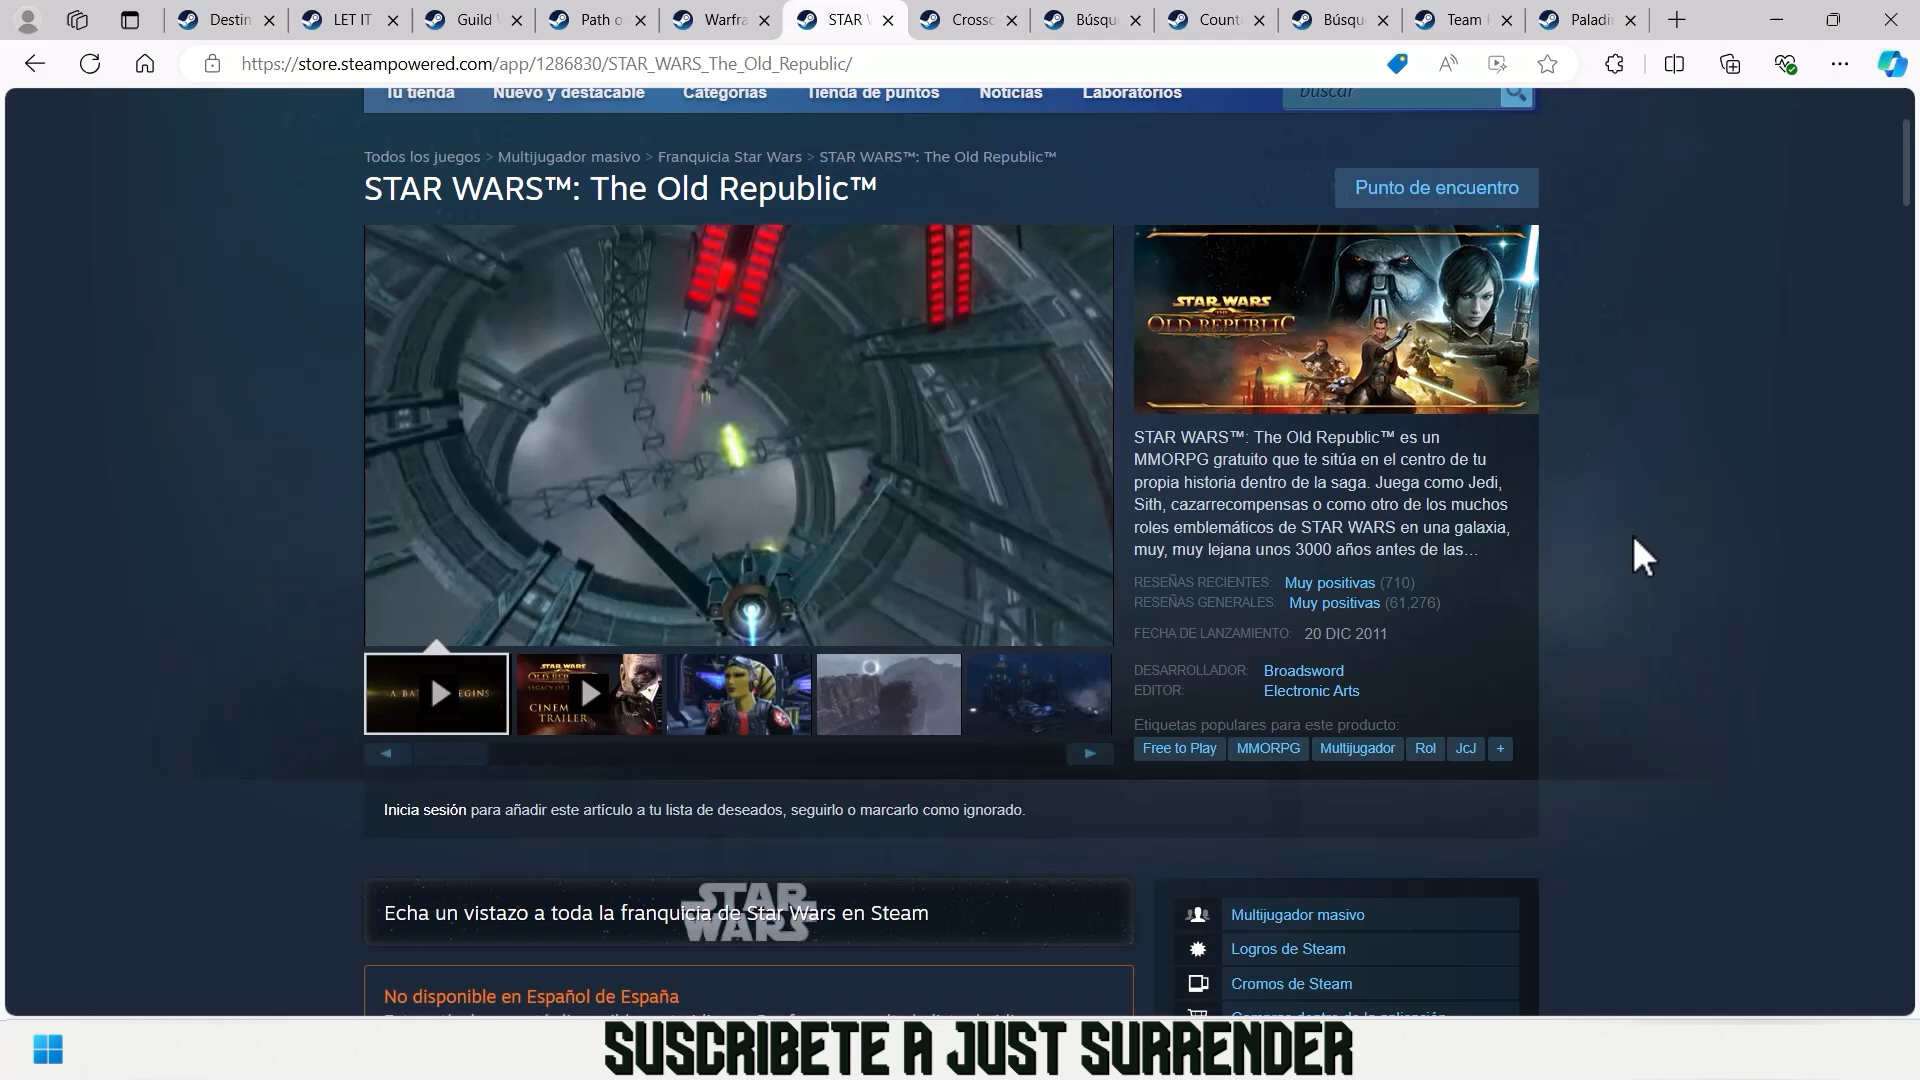 Destin
LET IT
Guild
Path o
Warfra
STAR
Crosso
Búsqu
Count
Búsqu
Team
Paladi
https://store.steampowered.com/app/1286830/STAR_WARS_The_Old_Republic/
Tu tienda
Nuevo y destacable
Categorías
Tienda de puntos
Noticias
Laboratorios
buscar
Todos los juegos > Multijugador masivo > Franquicia Star Wars > STAR WARS™: The Old Republic™
STAR WARS™: The Old Republic™
Punto de encuentro
STAR WARS
THE
OLD REPUBLIC
STAR WARS™: The Old Republic™ es un
MMORPG gratuito que te sitúa en el centro de tu
propia historia dentro de la saga. Juega como Jedi,
Sith, cazarrecompensas o como otro de los muchos
roles emblemáticos de STAR WARS en una galaxia,
muy, muy lejana unos 3000 años antes de las...
RESEÑAS RECIENTES: Muy positivas (710)
RESEÑAS GENERALES: Muy positivas (61,276)
FECHA DE LANZAMIENTO: 20 DIC 2011
DESARROLLADOR: Broadsword
EDITOR: Electronic Arts
Etiquetas populares para este producto:
Free to Play
MMORPG
Multijugador
Rol
JcJ
+
STAR WARS
CINEM
TRAILER
Inicia sesión para añadir este artículo a tu lista de deseados, seguirlo o marcarlo como ignorado.
Echa un vistazo a toda la franquicia de Star Wars en Steam
STAR
WARS
Multijugador masivo
Logros de Steam
Cromos de Steam
No disponible en Español de España
SUSCRIBETE A JUST SURRENDER